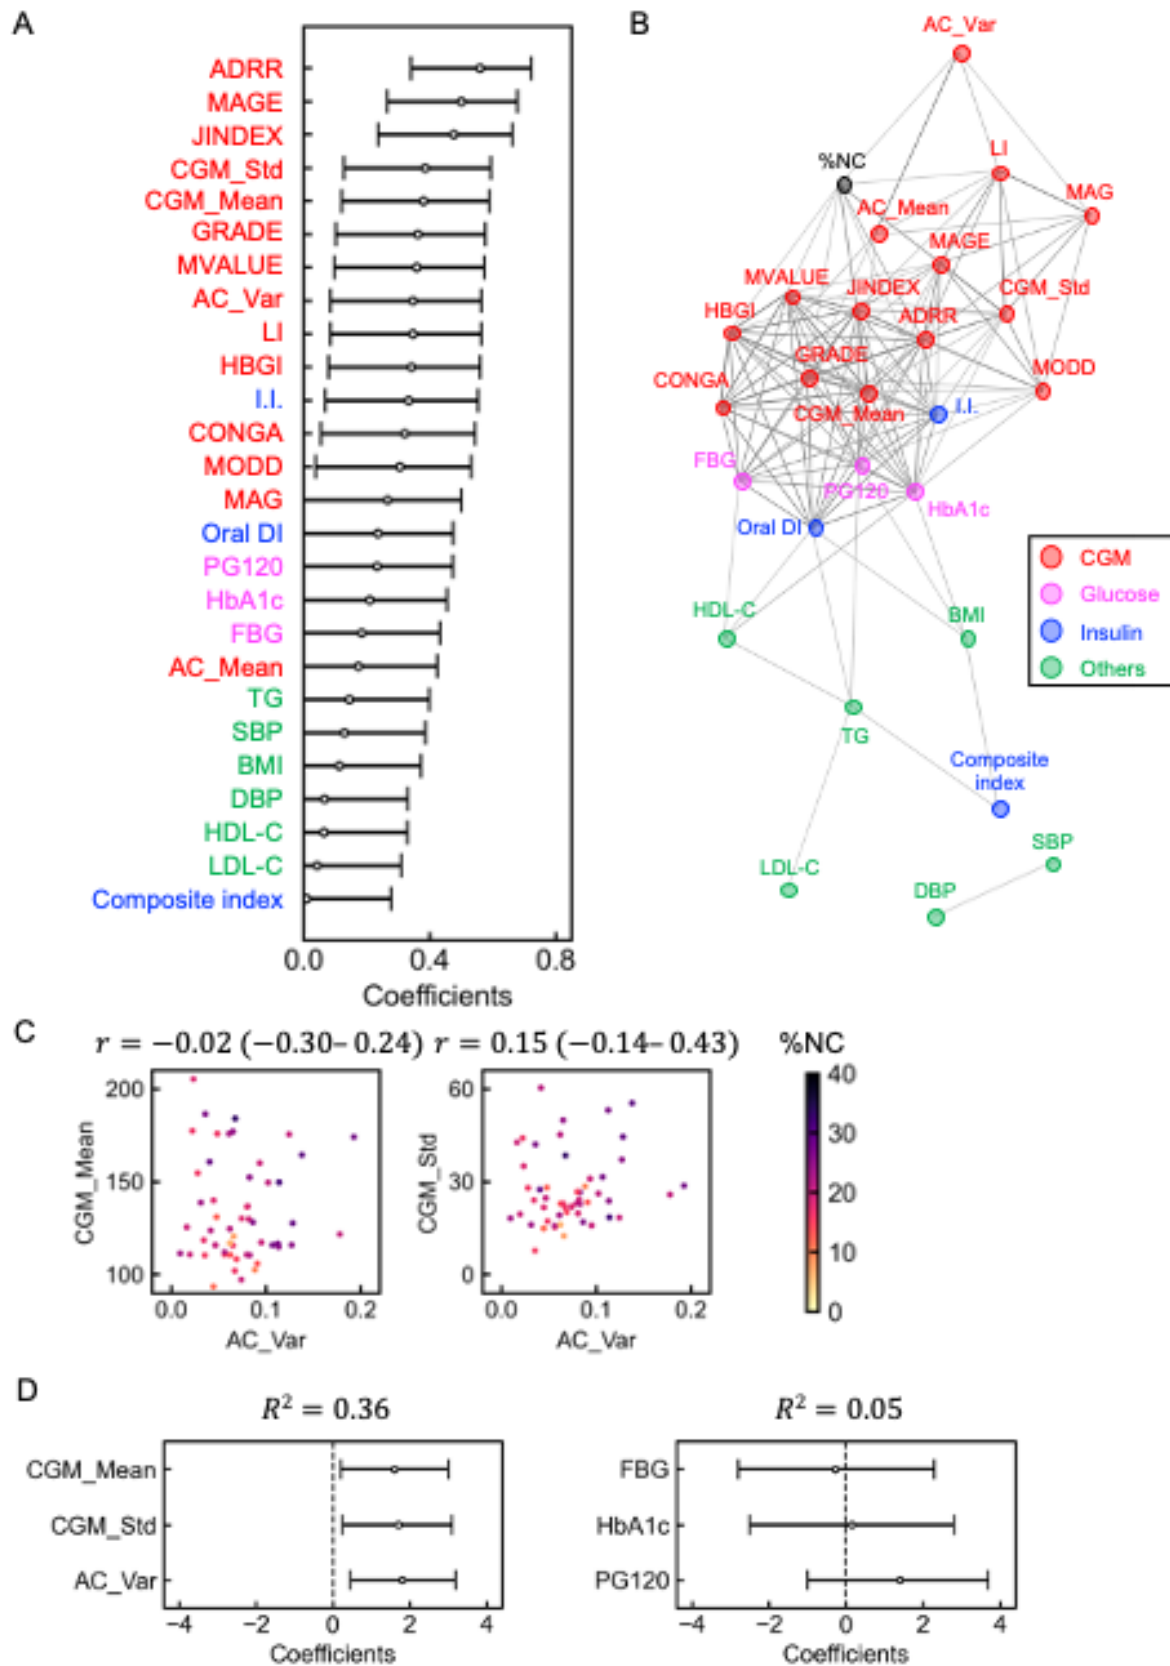 A
ADRR
MAGE
JINDEX
CGM_Std
CGM_Mean
GRADE
MVALUE
AC_Var
LI
HBGI
I.I.
CONGA
MODD
MAG
Oral DI
PG120
HbA1c
FBG
AC_Mean
TG
SBP
BMI
DBP
HDL-C
LDL-C
Composite index
0.0 0.4 0.8
Coefficients
B
AC_Var
%NC
LI
MAG
AC_Mean
MAGE
MVALUE
JINDEX
CGM_Std
HBGI
ADRR
GRADE
MODD
CONGA
CGM_Mean
I.I.
FBG
PG120
HbA1c
Oral DI
CGM
Glucose
Insulin
Others
HDL-C
BMI
TG
Composite
index
SBP
LDL-C
DBP
C
r = −0.02 (−0.30– 0.24)
200
150
100
CGM_Mean
0.0 0.1 0.2
AC_Var
r = 0.15 (−0.14– 0.43)
60
30
0
CGM_Std
0.0 0.1 0.2
AC_Var
%NC
40
30
20
10
0
D
R² = 0.36
CGM_Mean
CGM_Std
AC_Var
−4 −2 0 2 4
Coefficients
R² = 0.05
FBG
HbA1c
PG120
−4 −2 0 2 4
Coefficients